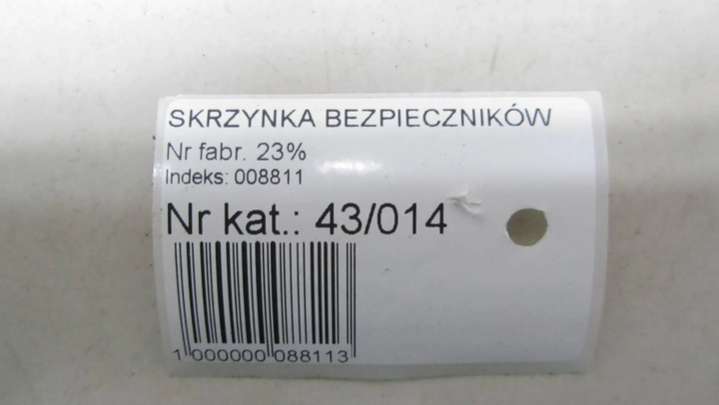 SKRZYNKA BEZPIECZNIKÓW
Nr fabr. 23%
Indeks: 008811
Nr kat.: 43/014
1 000000 088113